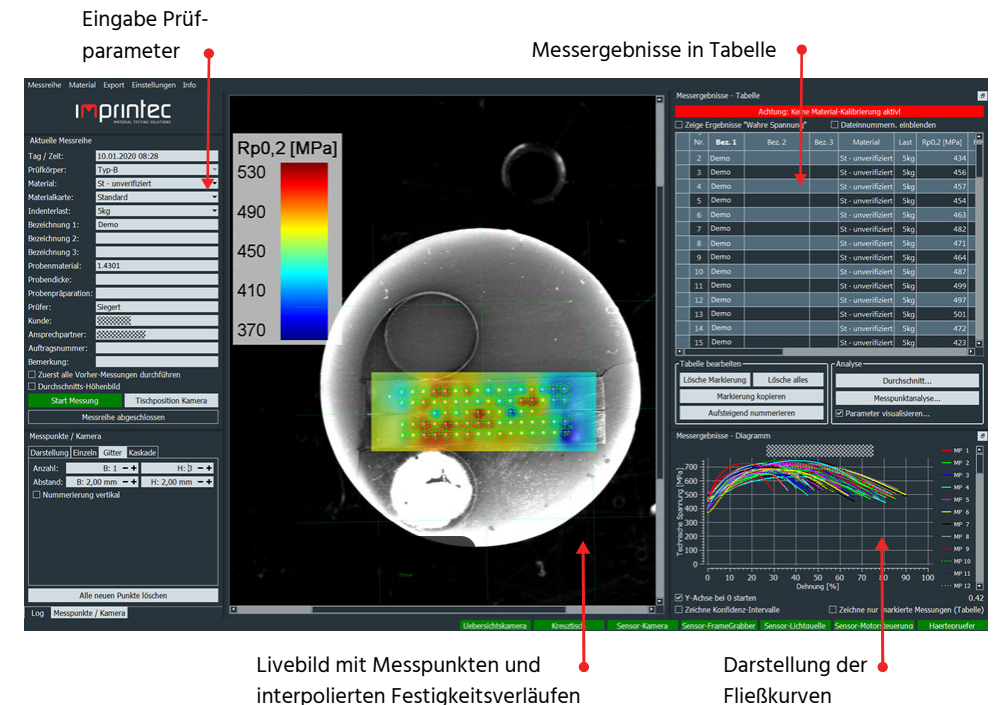 Eingabe Prüf-
parameter
Messergebnisse in Tabelle
Messreihe Material Export Einstellungen Info
ımprintec
MATERIAL TESTING SOLUTIONS
Aktuelle Messreihe
Tag / Zeit: 10.01.2020 08:28
Prüfkörper: Typ-B
Material: St - unverifiziert
Materialkarte: Standard
Indenterlast: 5kg
Bezeichnung 1: Demo
Bezeichnung 2:
Bezeichnung 3:
Probenmaterial: 1.4301
Probendicke:
Probenpräparation:
Prüfer: Siegert
Kunde:
Ansprechpartner:
Auftragsnummer:
Bemerkung:
Zuerst alle Vorher-Messungen durchführen
Durchschnitts-Höhenbild
Start Messung Tischposition Kamera
Messreihe abgeschlossen
Messpunkte / Kamera
Darstellung Einzeln Gitter Kaskade
Anzahl: B: 1 − + H: 3 − +
Abstand: B: 2,00 mm − + H: 2,00 mm − +
Nummerierung vertikal
Alle neuen Punkte löschen
Log Messpunkte / Kamera
Rp0,2 [MPa]
530
490
450
410
370
Messergebnisse - Tabelle
Achtung: Keine Material-Kalibrierung aktiv!
Zeige Ergebnisse "Wahre Spannung" Dateinnummern. einblenden
Nr. Bez. 1 Bez. 2 Bez. 3 Material Last Rp0,2 [MPa]
2 Demo St - unverifiziert 5kg 434
3 Demo St - unverifiziert 5kg 456
4 Demo St - unverifiziert 5kg 457
5 Demo St - unverifiziert 5kg 454
6 Demo St - unverifiziert 5kg 463
7 Demo St - unverifiziert 5kg 482
8 Demo St - unverifiziert 5kg 471
9 Demo St - unverifiziert 5kg 464
10 Demo St - unverifiziert 5kg 487
11 Demo St - unverifiziert 5kg 499
12 Demo St - unverifiziert 5kg 497
13 Demo St - unverifiziert 5kg 501
14 Demo St - unverifiziert 5kg 472
15 Demo St - unverifiziert 5kg 423
Tabelle bearbeiten
Lösche Markierung Lösche alles
Markierung kopieren
Aufsteigend nummerieren
Analyse
Durchschnitt...
Messpunktanalyse...
Parameter visualisieren...
Messergebnisse - Diagramm
Technische Spannung [MPa]
700
600
500
400
300
200
100
0
0 10 20 30 40 50 60 70 80 90 100
Dehnung [%]
MP 1
MP 2
MP 3
MP 4
MP 5
MP 6
MP 7
MP 8
MP 9
MP 10
MP 11
MP 12
Y-Achse bei 0 starten 0.42
Zeichne Konfidenz-Intervalle Zeichne nur markierte Messungen (Tabelle)
Uebersichtskamera Kreuztisch Sensor-Kamera Sensor-FrameGrabber Sensor-Lichtquelle Sensor-Motorsteuerung Haertepruefer
Livebild mit Messpunkten und
interpolierten Festigkeitsverläufen
Darstellung der
Fließkurven